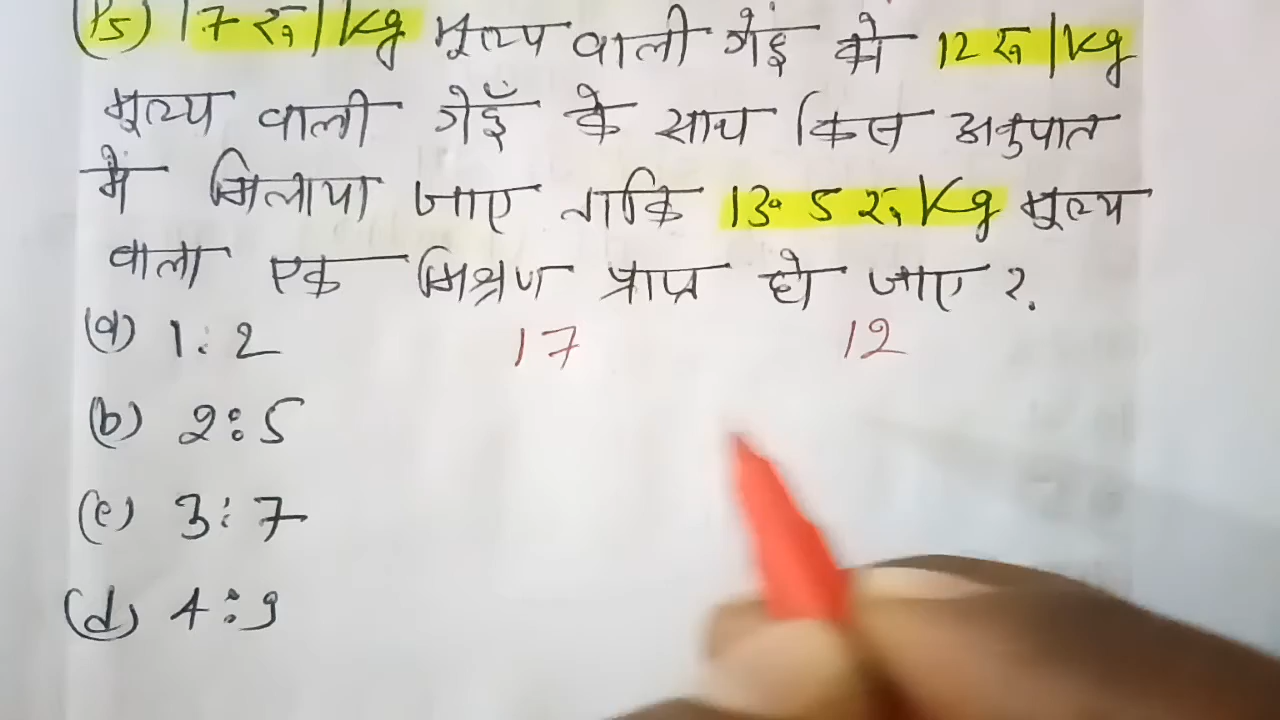 (15) 17 रु/kg मूल्य वाली गेहूं को 12 रु/kg
मूल्य वाली गेहूँ के साथ किस अनुपात
में मिलाया जाए ताकि 13.5 रु/kg मूल्य
वाला एक मिश्रण प्राप्त हो जाए ?.
(a) 1:2
17 12
(b) 2:5
(c) 3:7
(d) 4:9